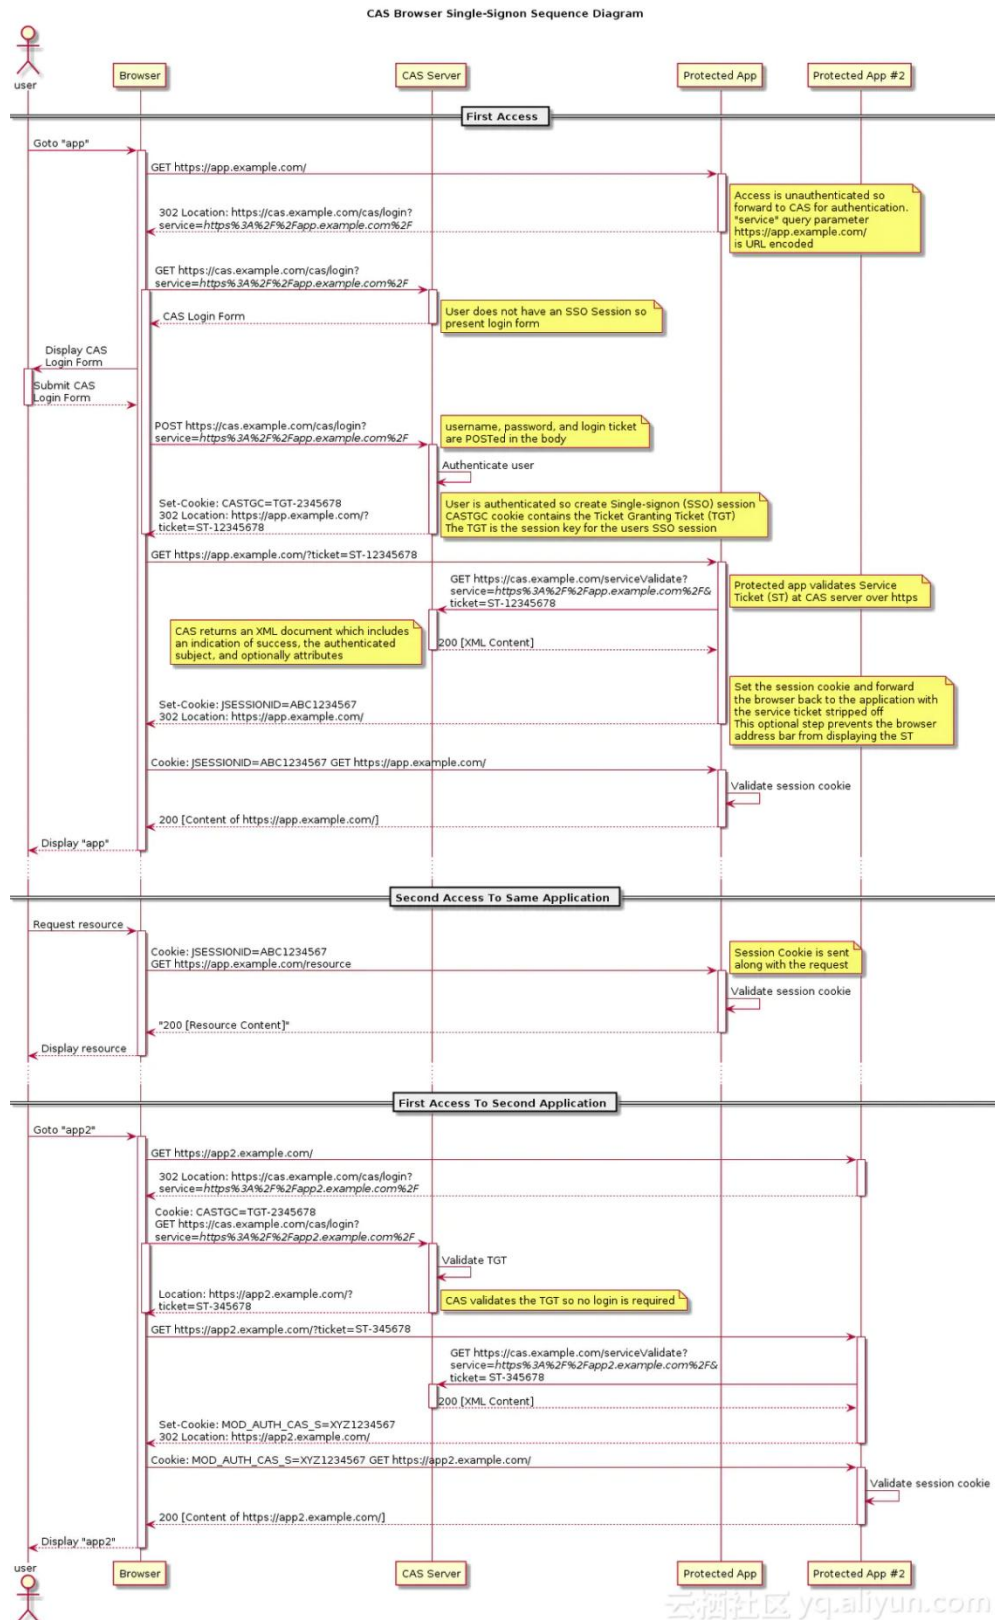 CAS Browser Single-Signon Sequence Diagram
user
Browser
CAS Server
Protected App
Protected App #2
First Access
Goto "app"
GET https://app.example.com/
Access is unauthenticated so
forward to CAS for authentication.
"service" query parameter
https://app.example.com/
is URL encoded
302 Location: https://cas.example.com/cas/login?
service=https%3A%2F%2Fapp.example.com%2F
GET https://cas.example.com/cas/login?
service=https%3A%2F%2Fapp.example.com%2F
User does not have an SSO Session so
present login form
CAS Login Form
Display CAS
Login Form
Submit CAS
Login Form
POST https://cas.example.com/cas/login?
service=https%3A%2F%2Fapp.example.com%2F
username, password, and login ticket
are POSTed in the body
Authenticate user
Set-Cookie: CASTGC=TGT-2345678
302 Location: https://app.example.com/?
ticket=ST-12345678
User is authenticated so create Single-signon (SSO) session
CASTGC cookie contains the Ticket Granting Ticket (TGT)
The TGT is the session key for the users SSO session
GET https://app.example.com/?ticket=ST-12345678
GET https://cas.example.com/serviceValidate?
service=https%3A%2F%2Fapp.example.com%2F&
ticket=ST-12345678
Protected app validates Service
Ticket (ST) at CAS server over https
CAS returns an XML document which includes
an indication of success, the authenticated
subject, and optionally attributes
200 [XML Content]
Set the session cookie and forward
the browser back to the application with
the service ticket stripped off
This optional step prevents the browser
address bar from displaying the ST
Set-Cookie: JSESSIONID=ABC1234567
302 Location: https://app.example.com/
Cookie: JSESSIONID=ABC1234567 GET https://app.example.com/
Validate session cookie
200 [Content of https://app.example.com/]
Display "app"
Second Access To Same Application
Request resource
Cookie: JSESSIONID=ABC1234567
GET https://app.example.com/resource
Session Cookie is sent
along with the request
Validate session cookie
"200 [Resource Content]"
Display resource
First Access To Second Application
Goto "app2"
GET https://app2.example.com/
302 Location: https://cas.example.com/cas/login?
service=https%3A%2F%2Fapp2.example.com%2F
Cookie: CASTGC=TGT-2345678
GET https://cas.example.com/cas/login?
service=https%3A%2F%2Fapp2.example.com%2F
Validate TGT
Location: https://app2.example.com/?
ticket=ST-345678
CAS validates the TGT so no login is required
GET https://app2.example.com/?ticket=ST-345678
GET https://cas.example.com/serviceValidate?
service=https%3A%2F%2Fapp2.example.com%2F&
ticket= ST-345678
200 [XML Content]
Set-Cookie: MOD_AUTH_CAS_S=XYZ1234567
302 Location: https://app2.example.com/
Cookie: MOD_AUTH_CAS_S=XYZ1234567 GET https://app2.example.com/
Validate session cookie
200 [Content of https://app2.example.com/]
Display "app2"
user
Browser
CAS Server
Protected App
Protected App #2
云栖社区 yq.aliyun.com